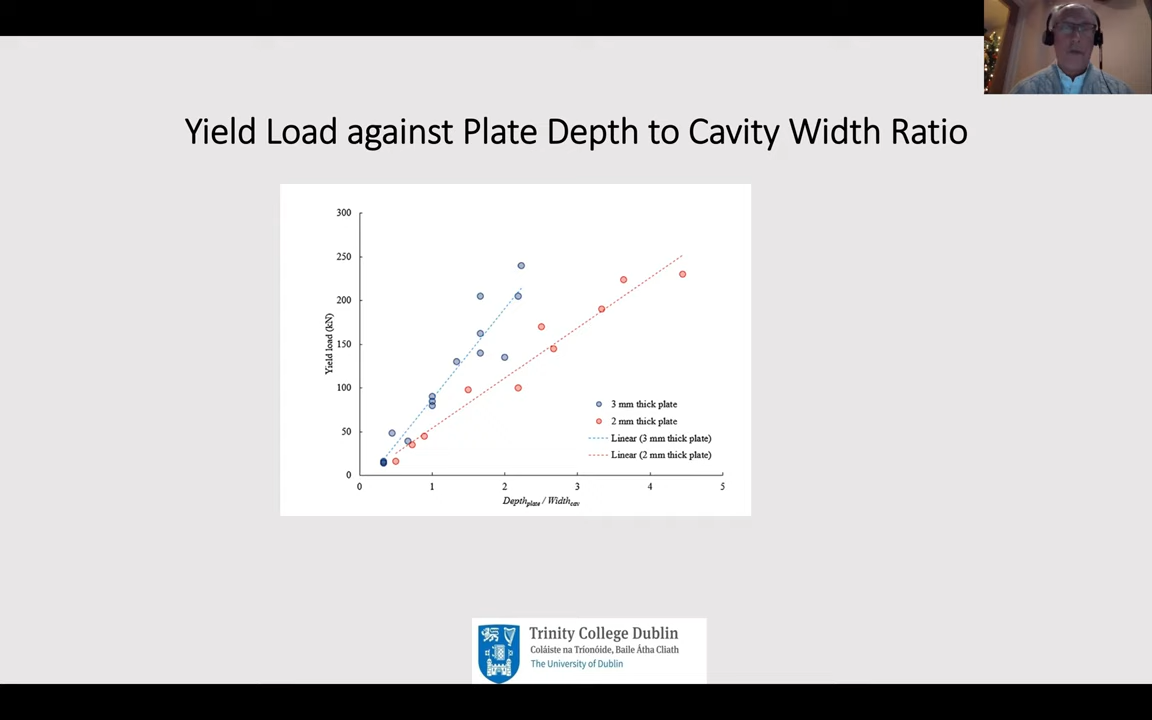 Yield Load against Plate Depth to Cavity Width Ratio
300
250
200
150
100
50
0
Yield load (kN)
0 1 2 3 4 5
Depthplate / Widthcav
3 mm thick plate
2 mm thick plate
Linear (3 mm thick plate)
Linear (2 mm thick plate)
Trinity College Dublin
Coláiste na Tríonóide, Baile Átha Cliath
The University of Dublin